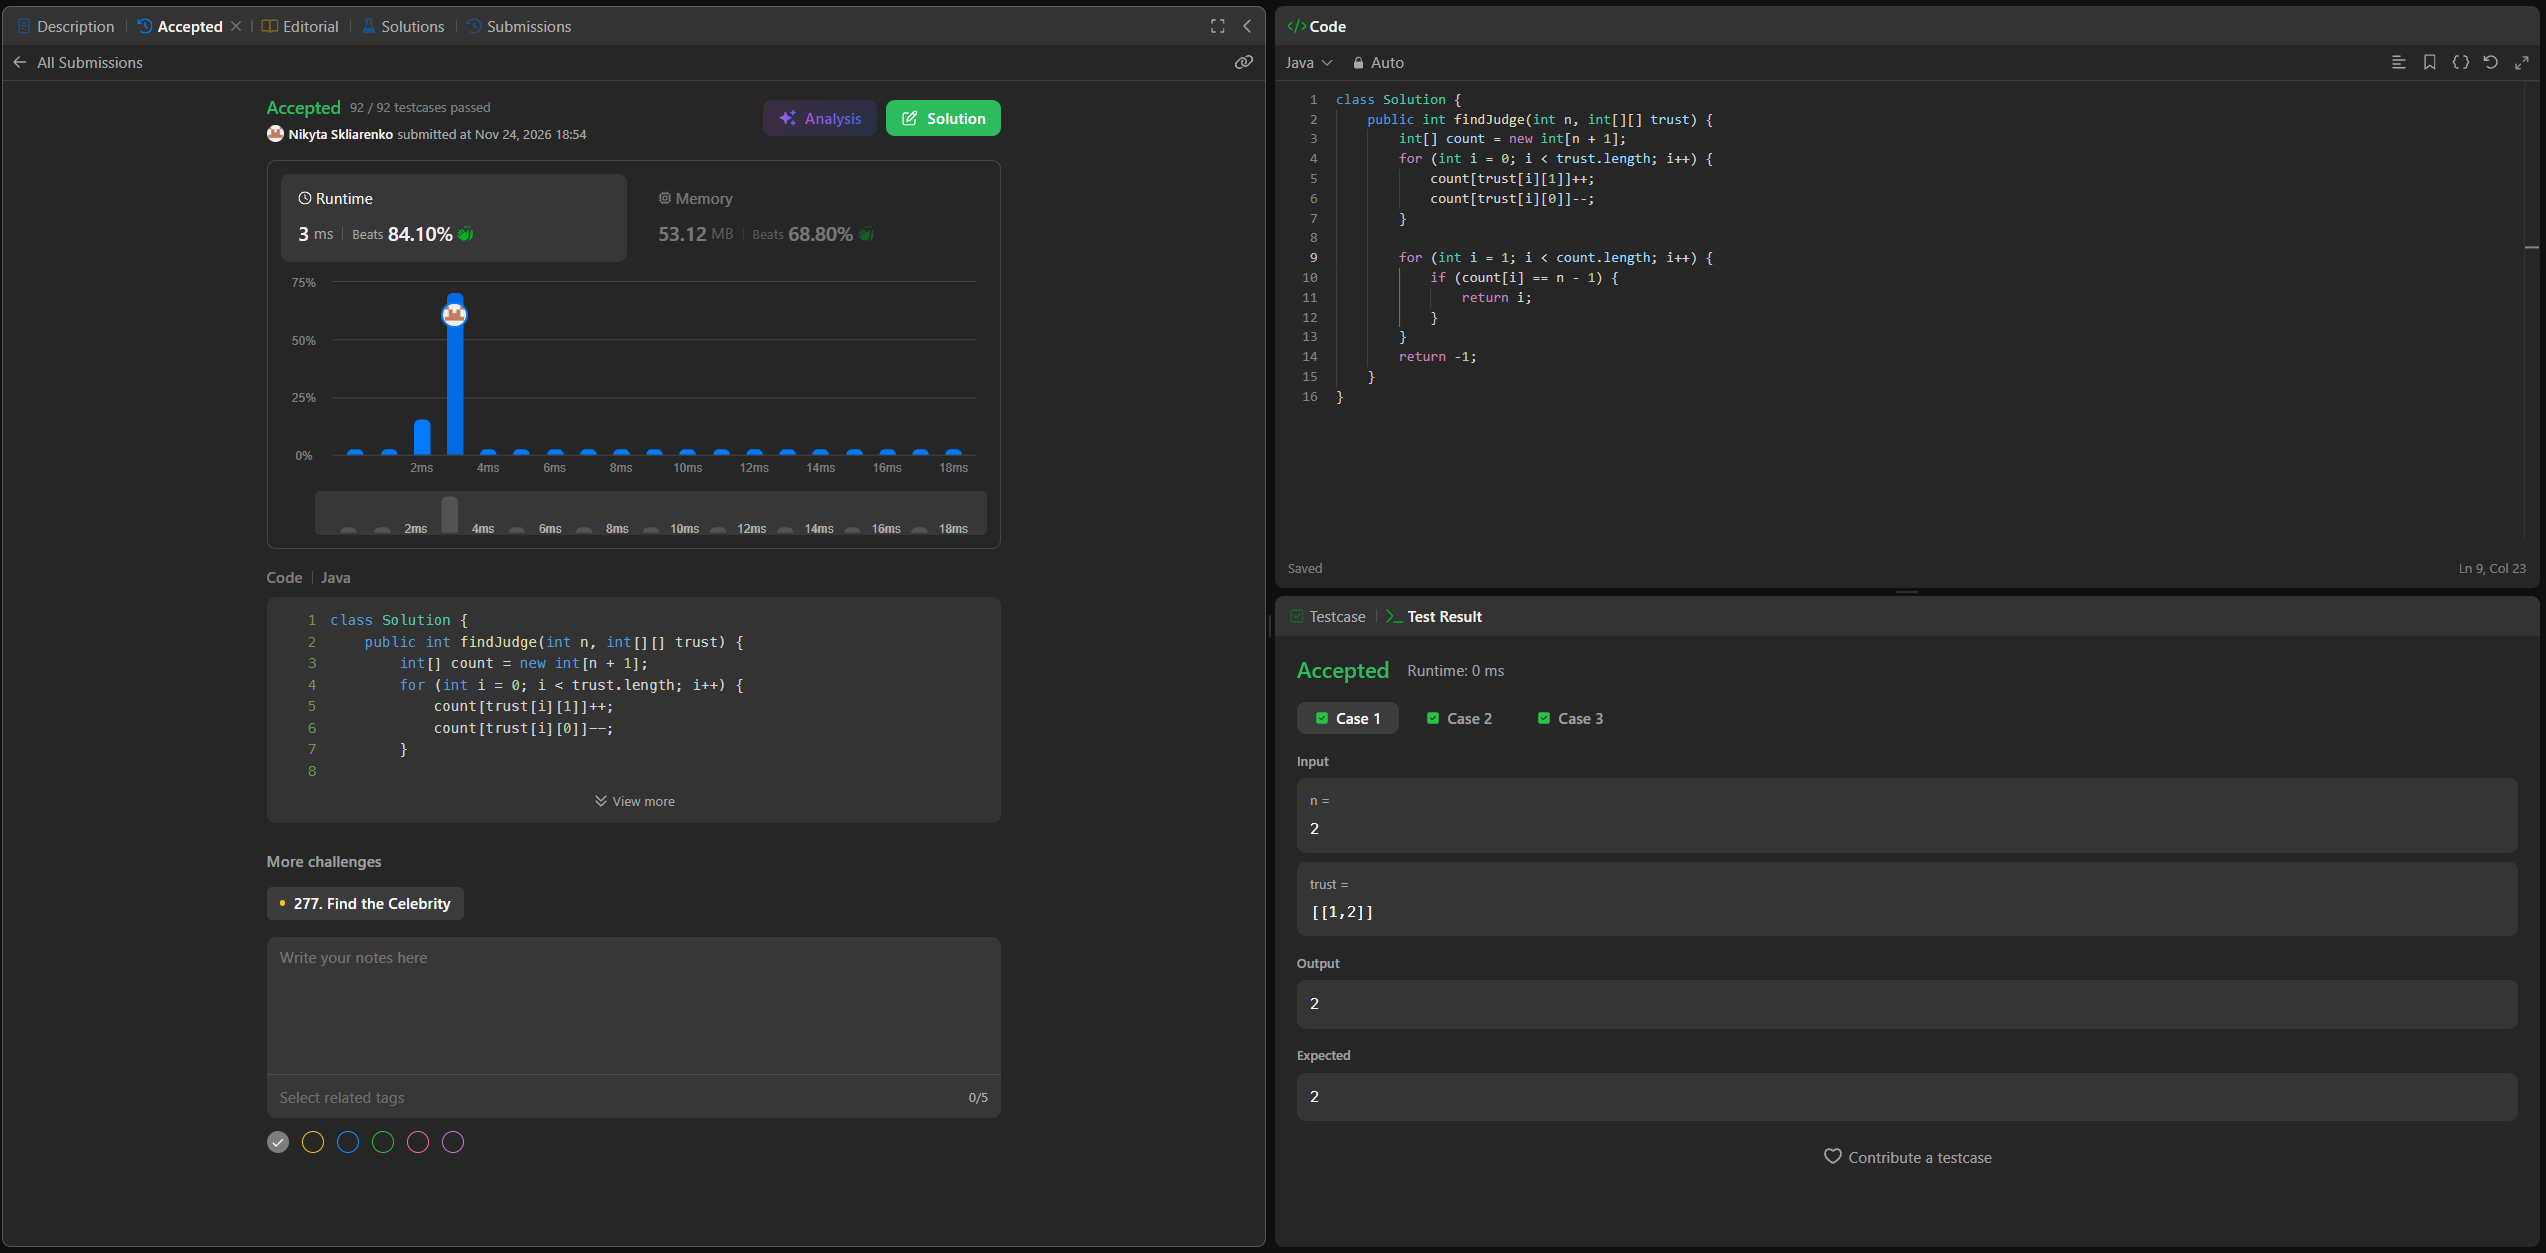 Description
Accepted
Editorial
Solutions
Submissions
All Submissions
Accepted 92 / 92 testcases passed
Nikyta Skliarenko submitted at Nov 24, 2026 18:54
Analysis
Solution
Runtime
3 ms Beats 84.10%
Memory
53.12 MB Beats 68.80%
75%
50%
25%
0%
2ms 4ms 6ms 8ms 10ms 12ms 14ms 16ms 18ms
2ms 4ms 6ms 8ms 10ms 12ms 14ms 16ms 18ms
Code Java
1 class Solution {
2     public int findJudge(int n, int[][] trust) {
3         int[] count = new int[n + 1];
4         for (int i = 0; i < trust.length; i++) {
5             count[trust[i][1]]++;
6             count[trust[i][0]]--;
7         }
8
View more
More challenges
277. Find the Celebrity
Write your notes here
Select related tags 0/5
</> Code
Java Auto
1 class Solution {
2     public int findJudge(int n, int[][] trust) {
3         int[] count = new int[n + 1];
4         for (int i = 0; i < trust.length; i++) {
5             count[trust[i][1]]++;
6             count[trust[i][0]]--;
7         }
8
9         for (int i = 1; i < count.length; i++) {
10             if (count[i] == n - 1) {
11                 return i;
12             }
13         }
14         return -1;
15     }
16 }
Saved Ln 9, Col 23
Testcase
Test Result
Accepted Runtime: 0 ms
Case 1 Case 2 Case 3
Input
n =
2
trust =
[[1,2]]
Output
2
Expected
2
Contribute a testcase